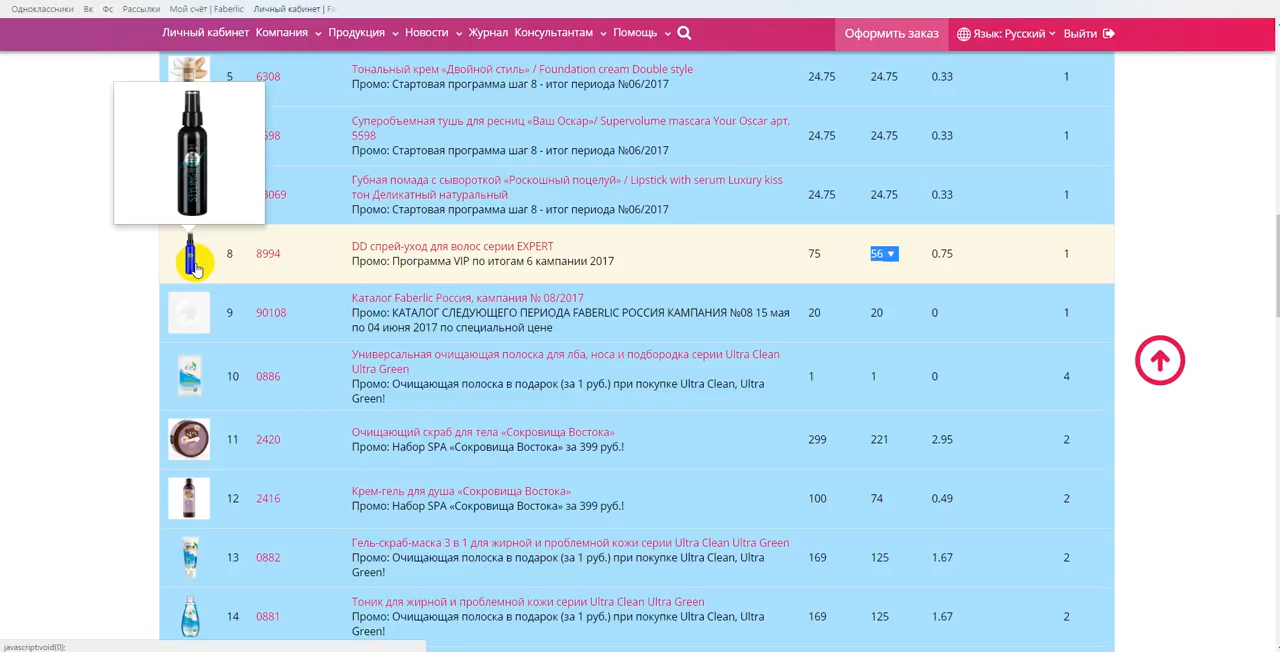 Одноклассники Вк Фс Рассылки Мой счёт | Faberlic Личный кабинет | Fa
Личный кабинет Компания Продукция Новости Журнал Консультантам Помощь Оформить заказ Язык: Русский Выйти
5 6308 Тональный крем «Двойной стиль» / Foundation cream Double style 24.75 24.75 0.33 1
Промо: Стартовая программа шаг 8 - итог периода №06/2017
598 Суперобъемная тушь для ресниц «Ваш Оскар»/ Supervolume mascara Your Oscar арт. 24.75 24.75 0.33 1
5598
Промо: Стартовая программа шаг 8 - итог периода №06/2017
3069 Губная помада с сывороткой «Роскошный поцелуй» / Lipstick with serum Luxury kiss 24.75 24.75 0.33 1
тон Деликатный натуральный
Промо: Стартовая программа шаг 8 - итог периода №06/2017
8 8994 DD спрей-уход для волос серии EXPERT 75 56 ▼ 0.75 1
Промо: Программа VIP по итогам 6 кампании 2017
9 90108 Каталог Faberlic Россия, кампания № 08/2017 20 20 0 1
Промо: КАТАЛОГ СЛЕДУЮЩЕГО ПЕРИОДА FABERLIC РОССИЯ КАМПАНИЯ №08 15 мая
по 04 июня 2017 по специальной цене
10 0886 Универсальная очищающая полоска для лба, носа и подбородка серии Ultra Clean 1 1 0 4
Ultra Green
Промо: Очищающая полоска в подарок (за 1 руб.) при покупке Ultra Clean, Ultra
Green!
11 2420 Очищающий скраб для тела «Сокровища Востока» 299 221 2.95 2
Промо: Набор SPA «Сокровища Востока» за 399 руб.!
12 2416 Крем-гель для душа «Сокровища Востока» 100 74 0.49 2
Промо: Набор SPA «Сокровища Востока» за 399 руб.!
13 0882 Гель-скраб-маска 3 в 1 для жирной и проблемной кожи серии Ultra Clean Ultra Green 169 125 1.67 2
Промо: Очищающая полоска в подарок (за 1 руб.) при покупке Ultra Clean, Ultra
Green!
14 0881 Тоник для жирной и проблемной кожи серии Ultra Clean Ultra Green 169 125 1.67 2
Промо: Очищающая полоска в подарок (за 1 руб.) при покупке Ultra Clean, Ultra
Green!
javascript:void(0);